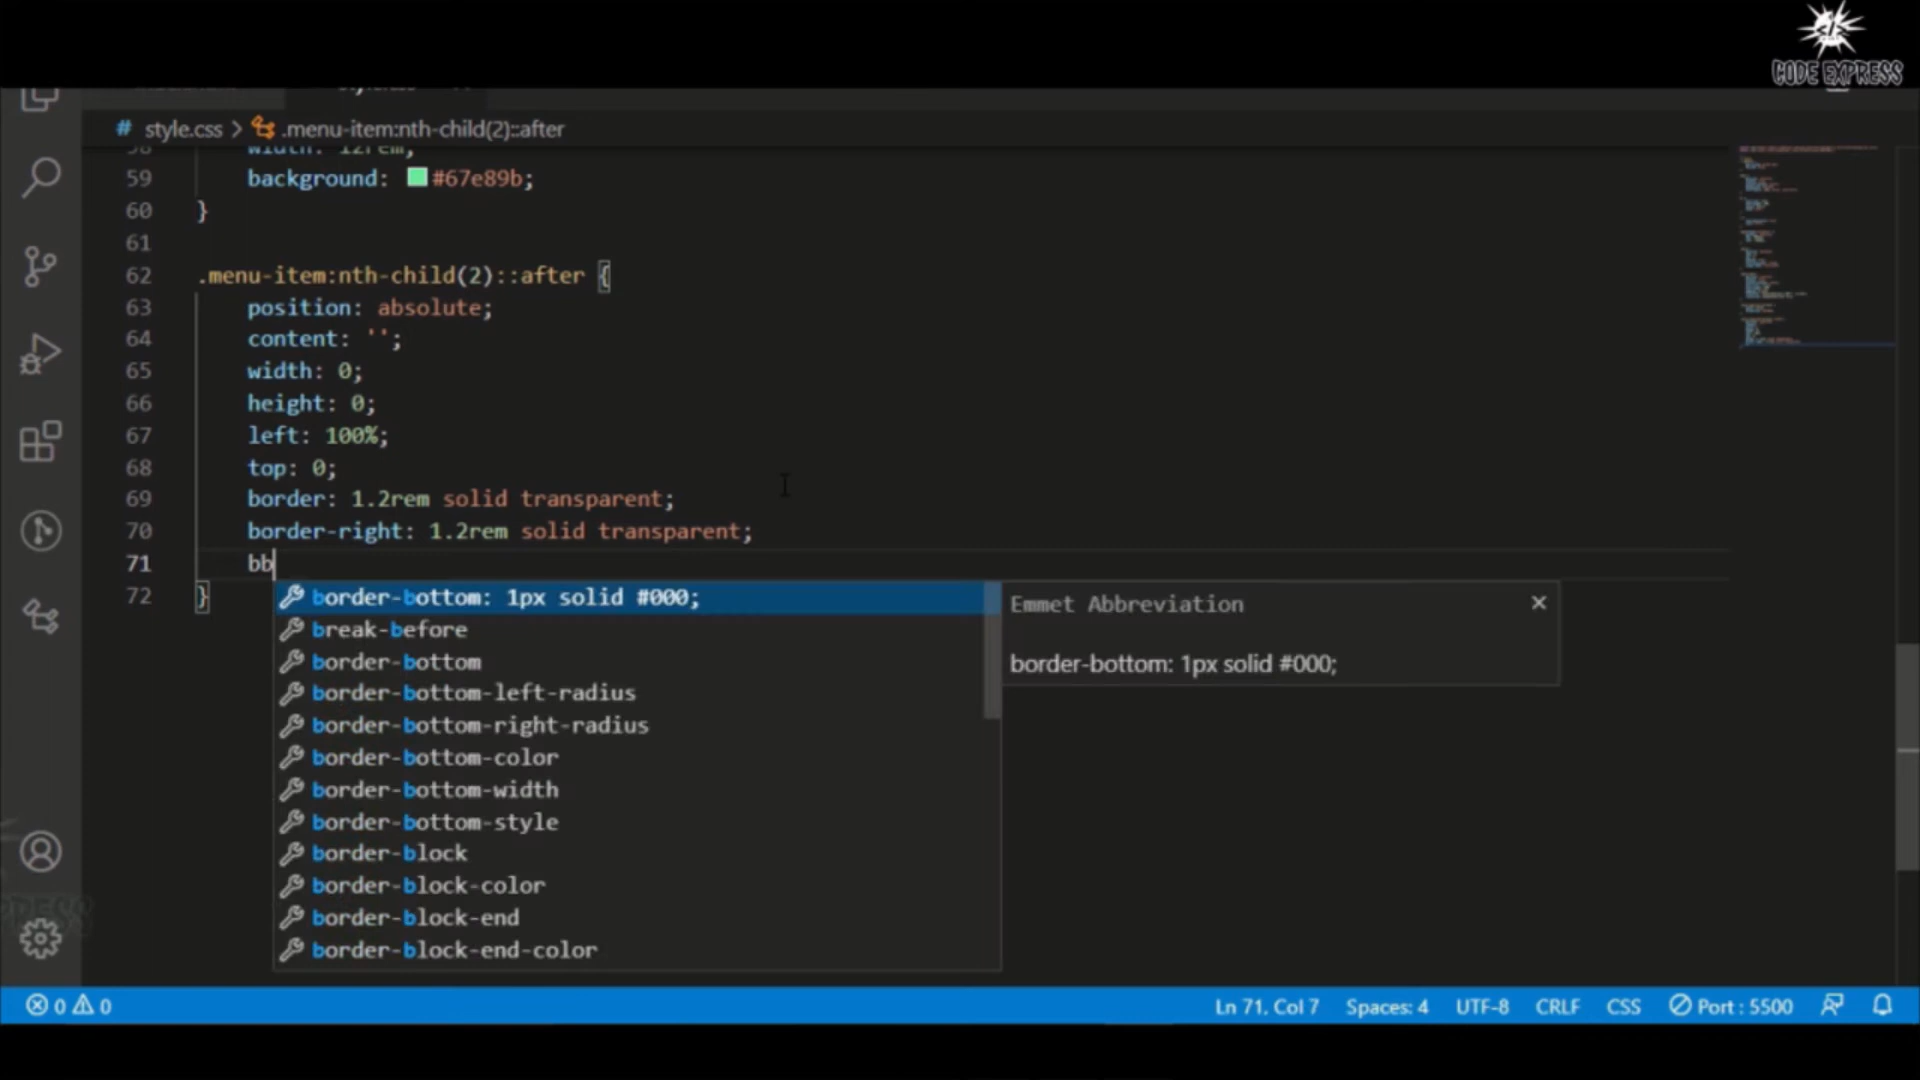 CODE EXPRESS
# style.css > .menu-item:nth-child(2)::after
58 width: 12rem;
59 background: #67e89b;
60 }
61
62 .menu-item:nth-child(2)::after {
63 position: absolute;
64 content: '';
65 width: 0;
66 height: 0;
67 left: 100%;
68 top: 0;
69 border: 1.2rem solid transparent;
70 border-right: 1.2rem solid transparent;
71 bb
72 }
border-bottom: 1px solid #000;
break-before
border-bottom
border-bottom-left-radius
border-bottom-right-radius
border-bottom-color
border-bottom-width
border-bottom-style
border-block
border-block-color
border-block-end
border-block-end-color
Emmet Abbreviation
border-bottom: 1px solid #000;
0 0 Ln 71, Col 7 Spaces: 4 UTF-8 CRLF CSS Port : 5500